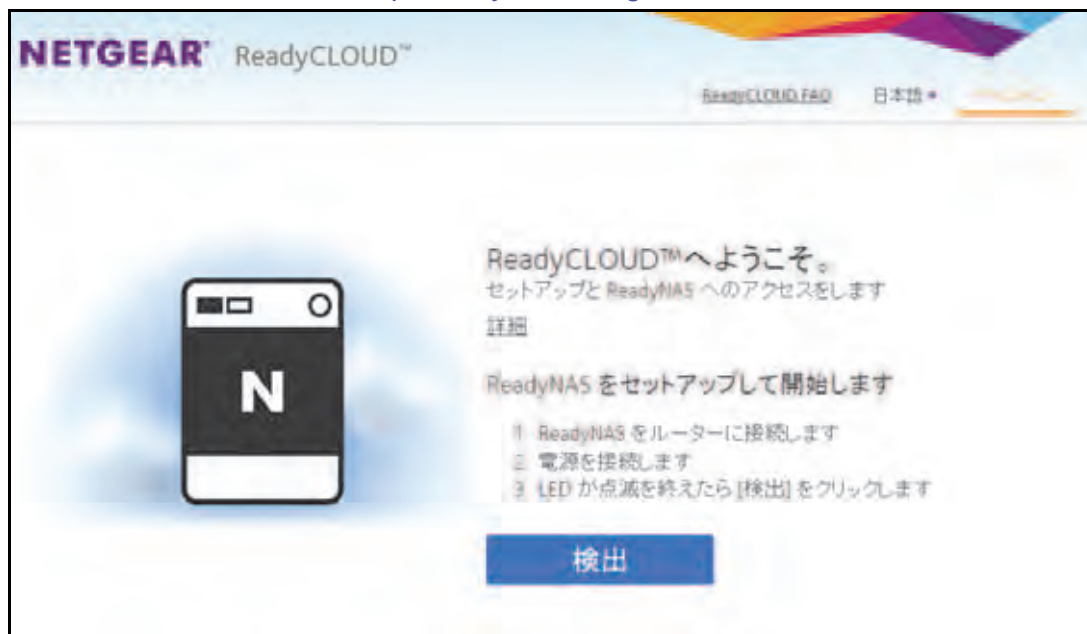 NETGEAR® ReadyCLOUD™
ReadyCLOUD FAQ 日本語
ReadyCLOUD™へようこそ。
セットアップと ReadyNAS へのアクセスをします
詳細
N
ReadyNAS をセットアップして開始します
1 ReadyNAS をルーターに接続します
2 電源を接続します
3 LED が点滅を終えたら [検出] をクリックします
検出